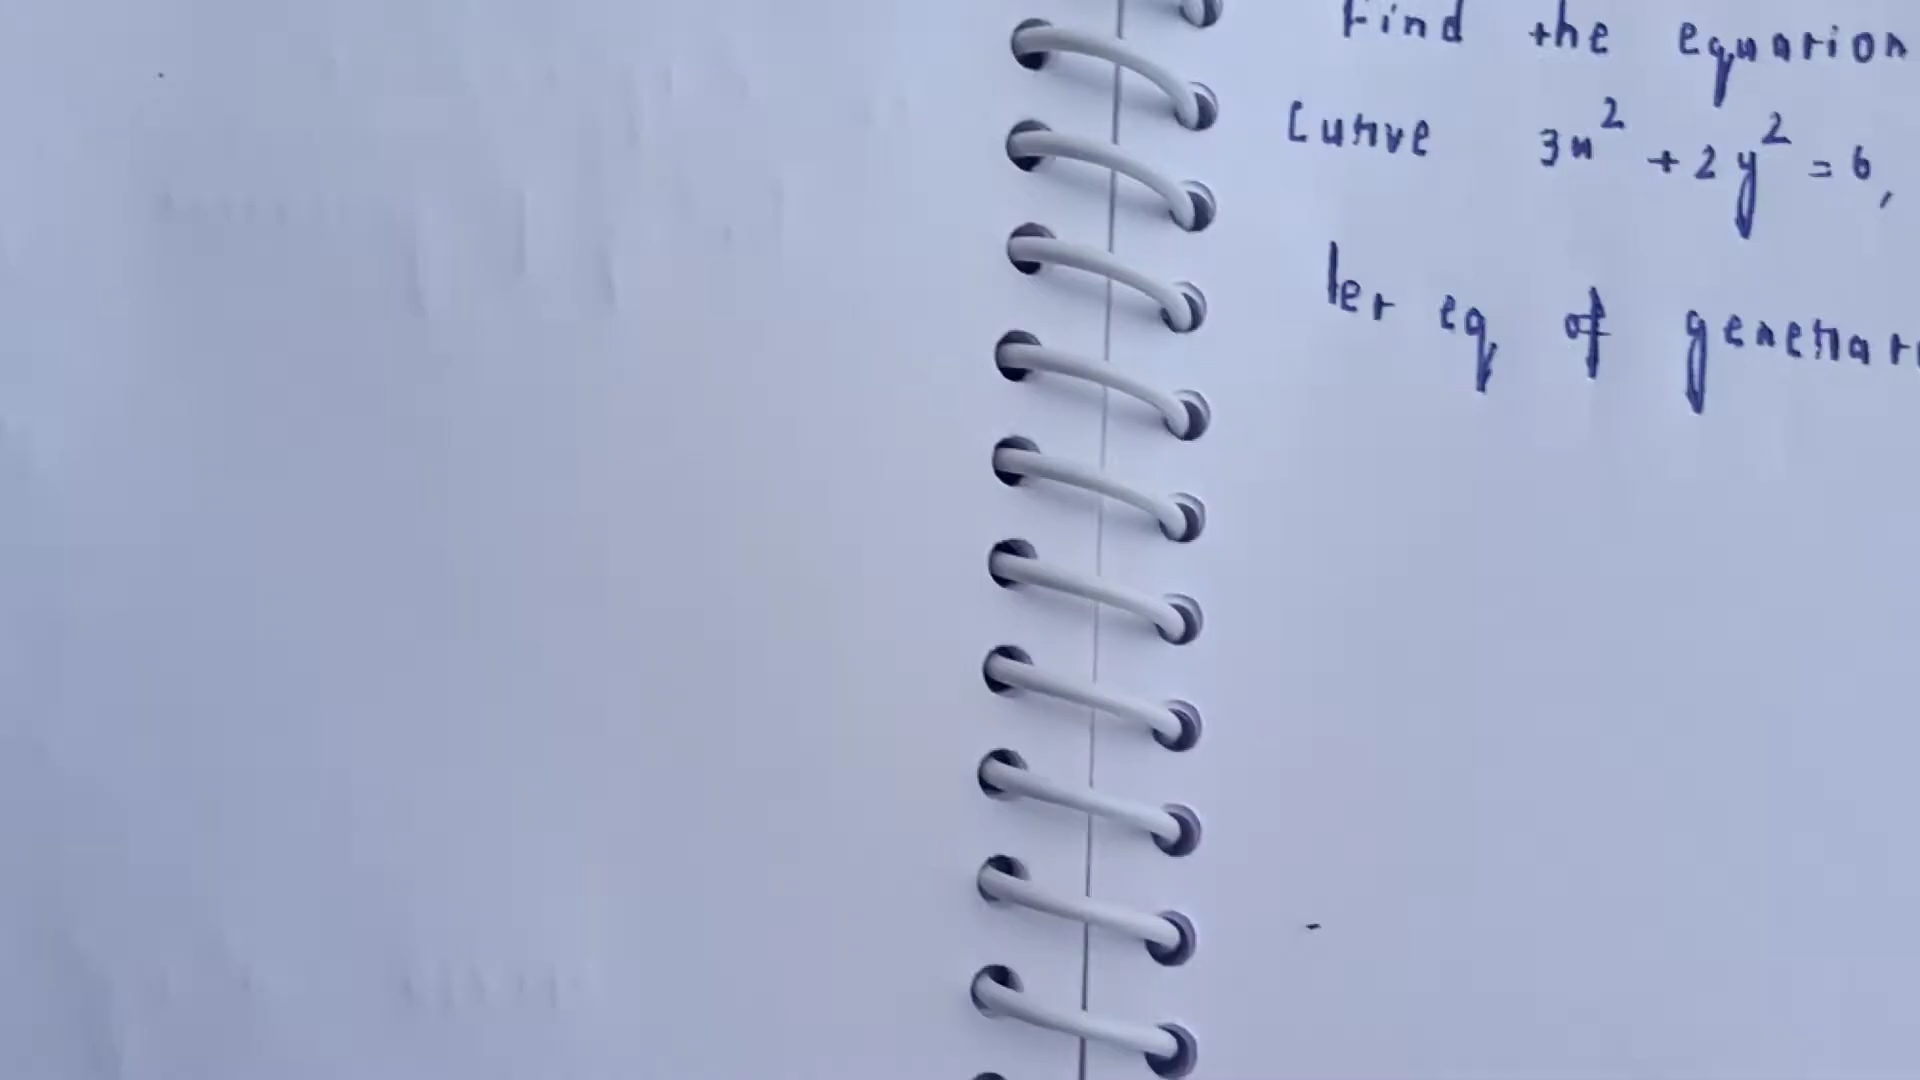 Find the equation
curve 3x² + 2y² = 6,
let eq of generat